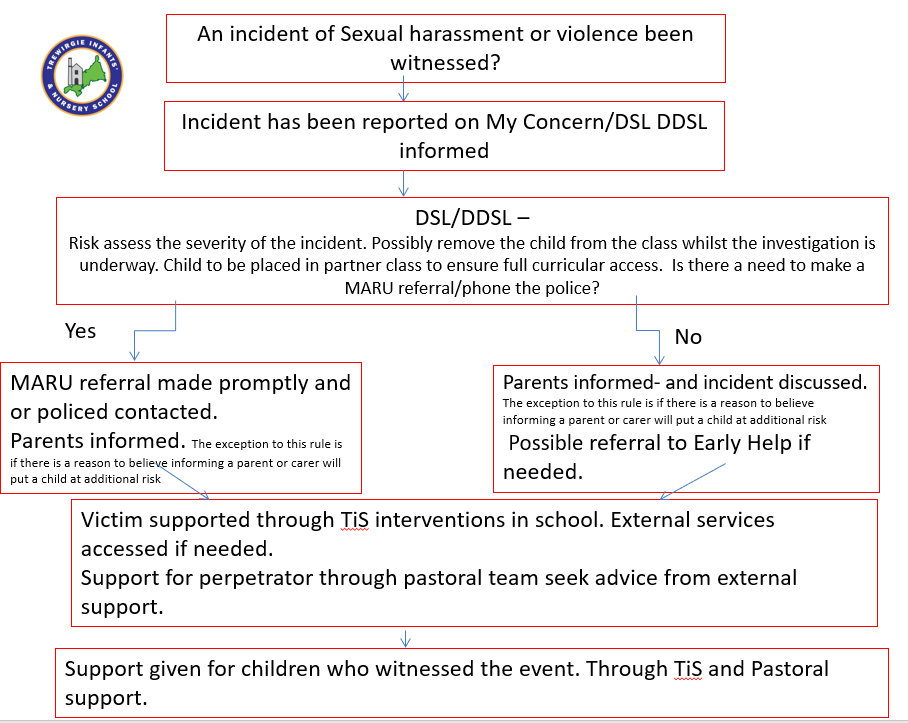 TREWIRGIE INFANTS'
& NURSERY SCHOOL
An incident of Sexual harassment or violence been
witnessed?
Incident has been reported on My Concern/DSL DDSL
informed
DSL/DDSL –
Risk assess the severity of the incident. Possibly remove the child from the class whilst the investigation is
underway. Child to be placed in partner class to ensure full curricular access.  Is there a need to make a
MARU referral/phone the police?
Yes
No
MARU referral made promptly and
or policed contacted.
Parents informed. The exception to this rule is
if there is a reason to believe informing a parent or carer will
put a child at additional risk
Parents informed- and incident discussed.
The exception to this rule is if there is a reason to believe
informing a parent or carer will put a child at additional risk
Possible referral to Early Help if
needed.
Victim supported through TiS interventions in school. External services
accessed if needed.
Support for perpetrator through pastoral team seek advice from external
support.
Support given for children who witnessed the event. Through TiS and Pastoral
support.